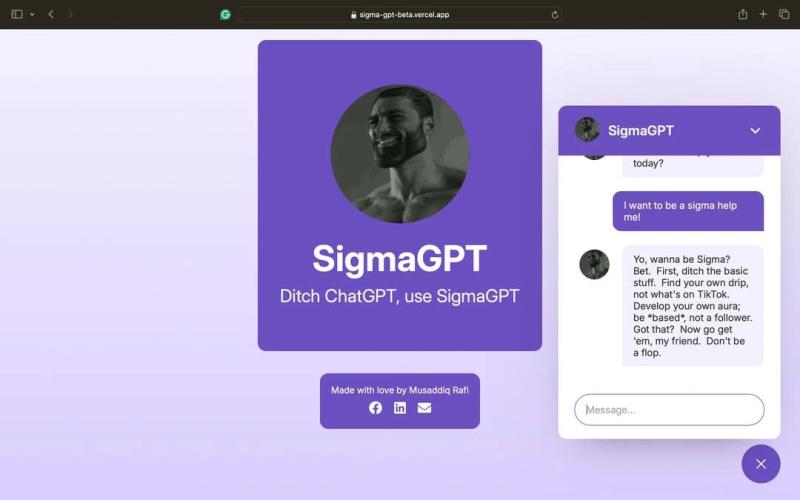 sigma-gpt-beta.vercel.app
SigmaGPT
Ditch ChatGPT, use SigmaGPT
Made with love by Musaddiq Rafi
SigmaGPT
today?
I want to be a sigma help
me!
Yo, wanna be Sigma?
Bet. First, ditch the basic
stuff. Find your own drip,
not what's on TikTok.
Develop your own aura;
be *based*, not a follower.
Got that? Now go get
'em, my friend. Don't be
a flop.
Message...